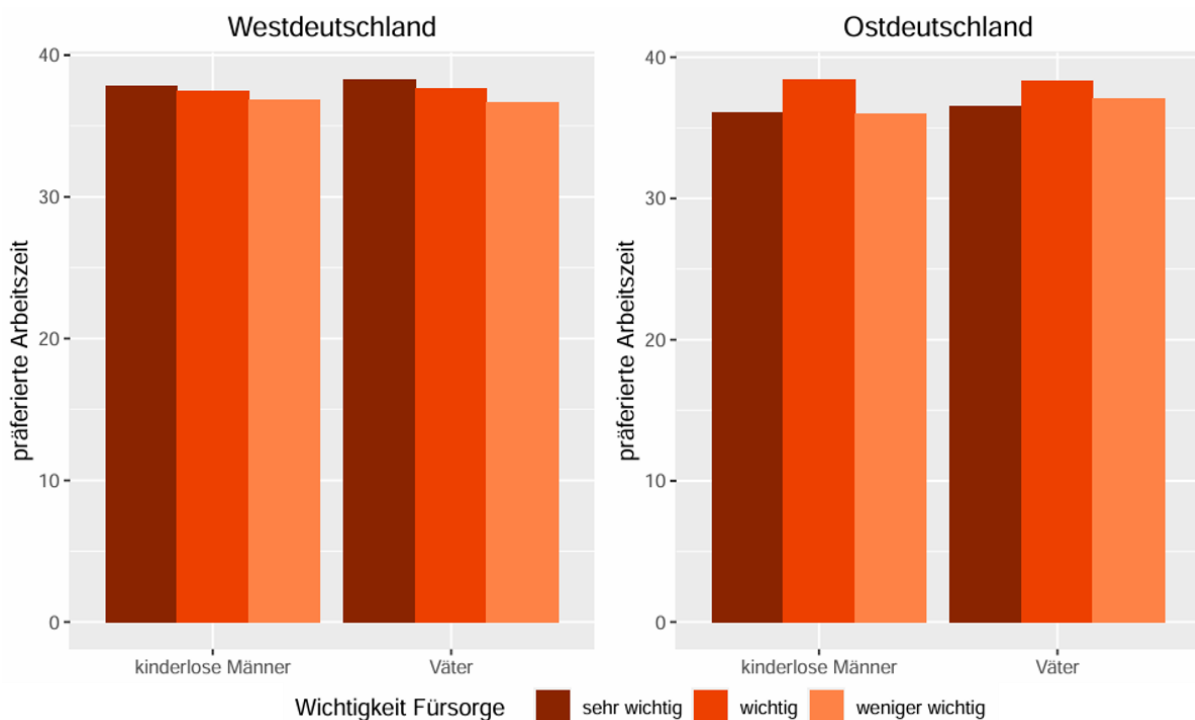 Westdeutschland
präferierte Arbeitszeit
40
30
20
10
0
kinderlose Männer
Väter
Ostdeutschland
präferierte Arbeitszeit
40
30
20
10
0
kinderlose Männer
Väter
Wichtigkeit Fürsorge
sehr wichtig
wichtig
weniger wichtig